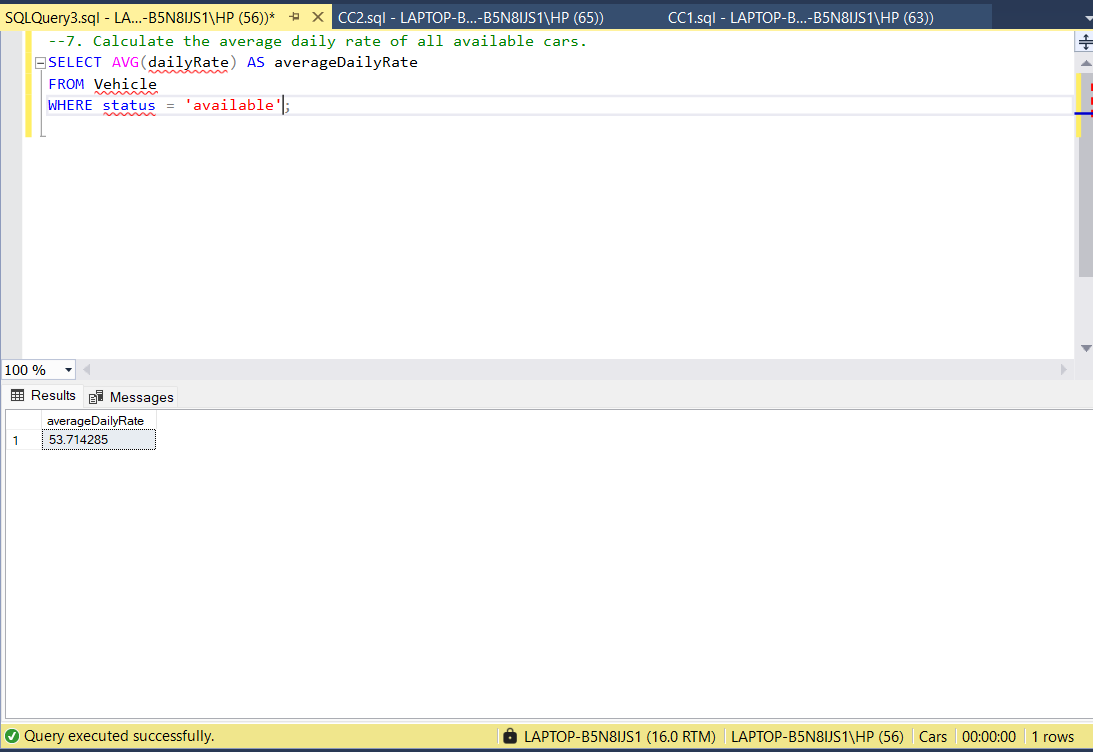 SQLQuery3.sql - LA...-B5N8IJS1\HP (56))* CC2.sql - LAPTOP-B...-B5N8IJS1\HP (65)) CC1.sql - LAPTOP-B...-B5N8IJS1\HP (63))
--7. Calculate the average daily rate of all available cars.
SELECT AVG(dailyRate) AS averageDailyRate
FROM Vehicle
WHERE status = 'available';
100 %
Results Messages
averageDailyRate
1 53.714285
Query executed successfully. LAPTOP-B5N8IJS1 (16.0 RTM) LAPTOP-B5N8IJS1\HP (56) Cars 00:00:00 1 rows